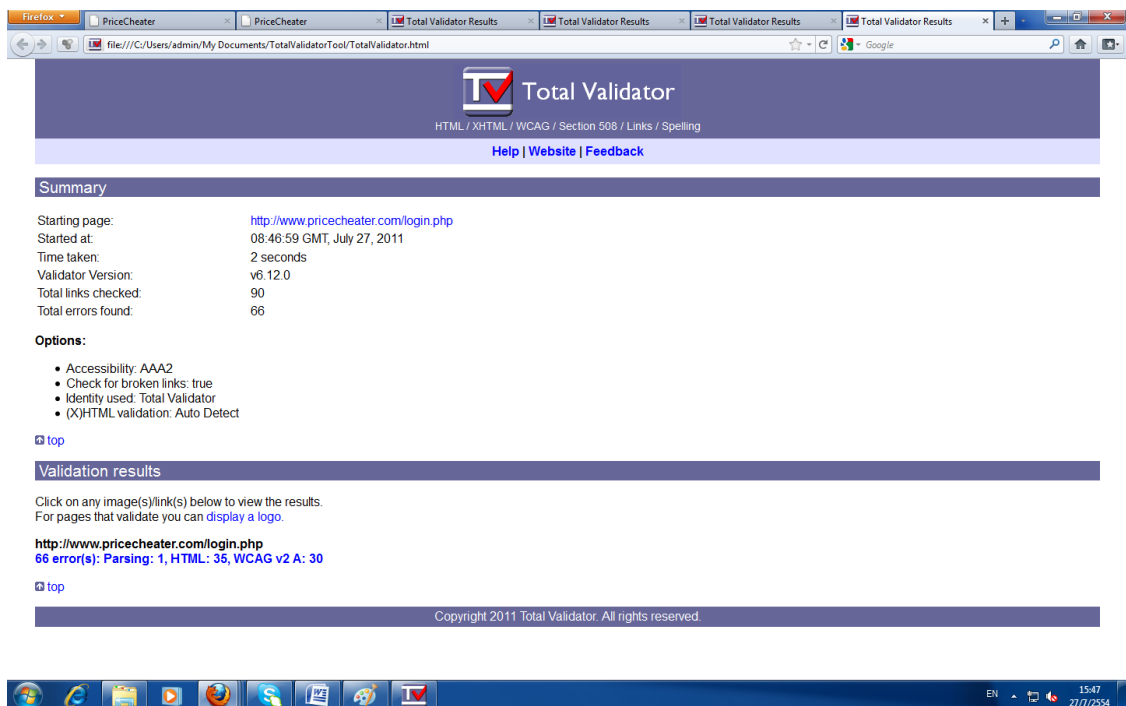 Firefox
PriceCheater
PriceCheater
Total Validator Results
Total Validator Results
Total Validator Results
Total Validator Results
file:///C:/Users/admin/My Documents/TotalValidatorTool/TotalValidator.html
Google
TV Total Validator
HTML / XHTML / WCAG / Section 508 / Links / Spelling
Help | Website | Feedback
Summary
Starting page: http://www.pricecheater.com/login.php
Started at: 08:46:59 GMT, July 27, 2011
Time taken: 2 seconds
Validator Version: v6.12.0
Total links checked: 90
Total errors found: 66
Options:
• Accessibility: AAA2
• Check for broken links: true
• Identity used: Total Validator
• (X)HTML validation: Auto Detect
top
Validation results
Click on any image(s)/link(s) below to view the results.
For pages that validate you can display a logo.
http://www.pricecheater.com/login.php
66 error(s): Parsing: 1, HTML: 35, WCAG v2 A: 30
top
Copyright 2011 Total Validator. All rights reserved.
EN
15:47
27/7/2554